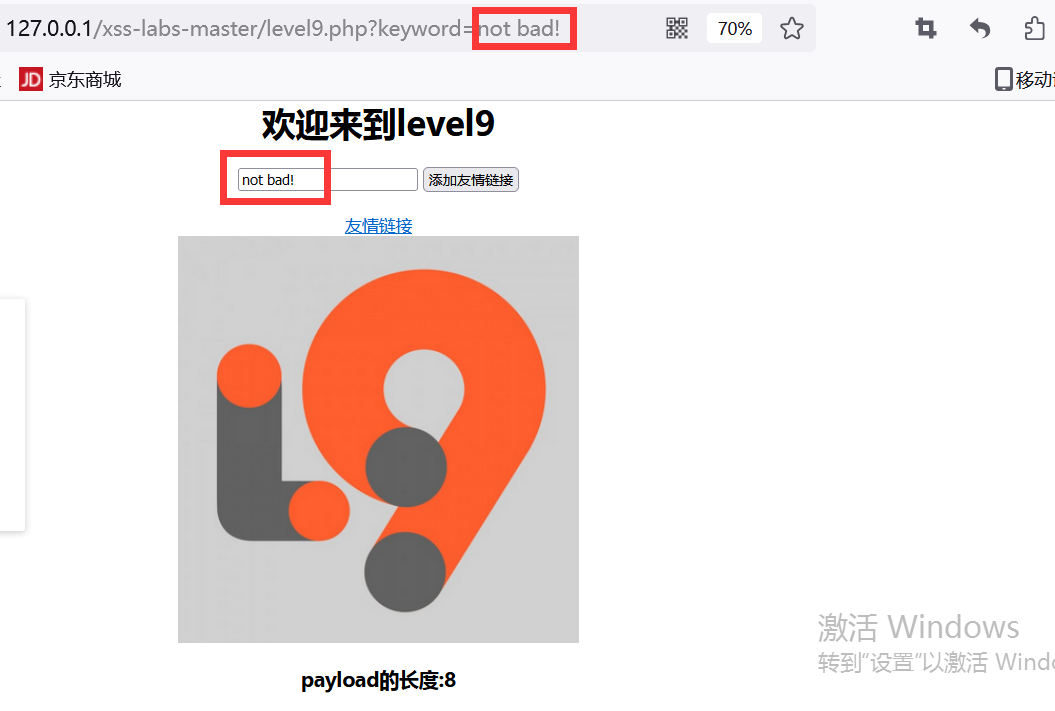 127.0.0.1/xss-labs-master/level9.php?keyword=not bad! 70%
JD 京东商城
欢迎来到level9
not bad! 添加友情链接
友情链接
激活 Windows
转到“设置”以激活 Windo
payload的长度:8